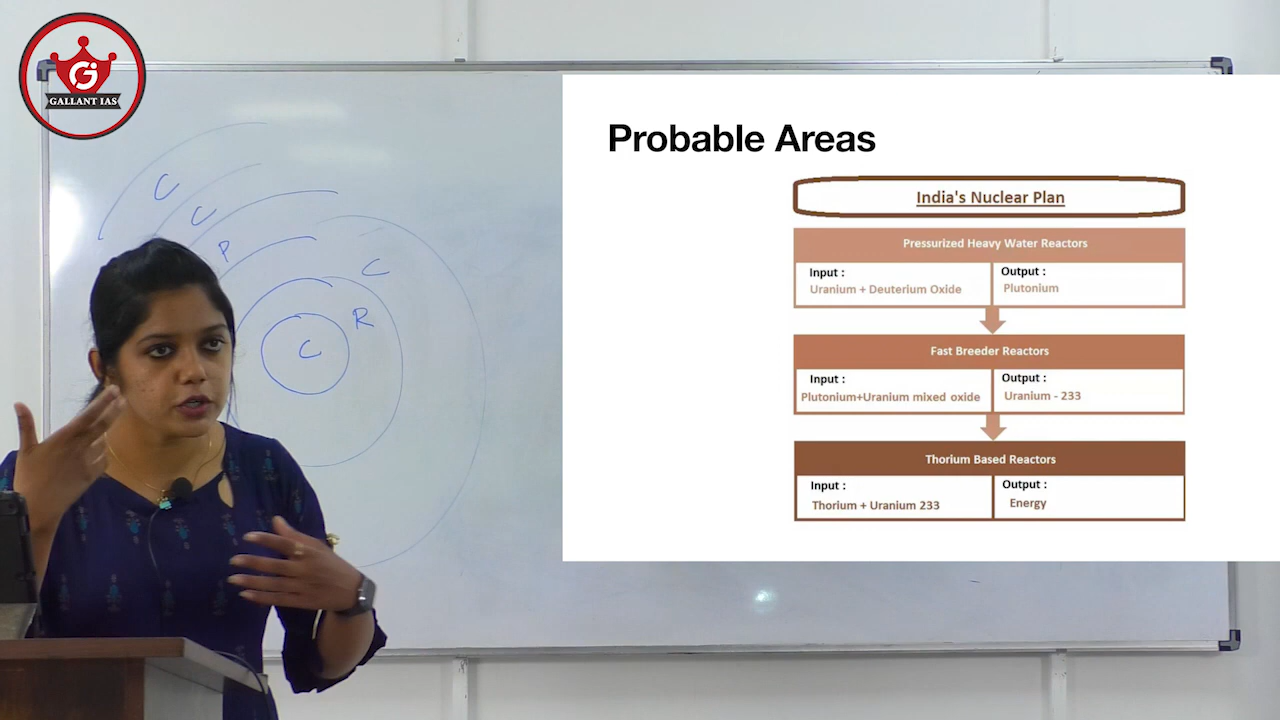 GALLANT IAS
C
C
P
C
R
C
Probable Areas
India's Nuclear Plan
Pressurized Heavy Water Reactors
Input :
Uranium + Deuterium Oxide
Output :
Plutonium
Fast Breeder Reactors
Input :
Plutonium+Uranium mixed oxide
Output :
Uranium - 233
Thorium Based Reactors
Input :
Thorium + Uranium 233
Output :
Energy